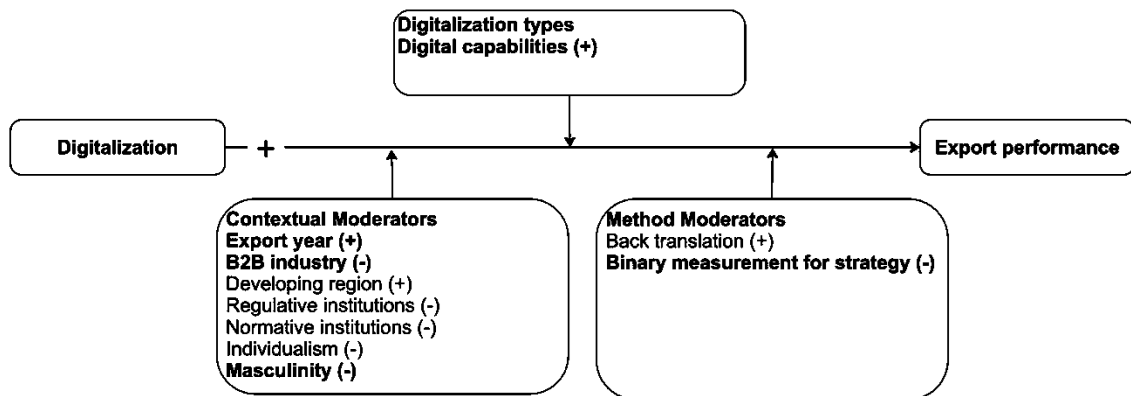 Digitalization types
Digital capabilities (+)
Digitalization
+
Export performance
Contextual Moderators
Export year (+)
B2B industry (-)
Developing region (+)
Regulative institutions (-)
Normative institutions (-)
Individualism (-)
Masculinity (-)
Method Moderators
Back translation (+)
Binary measurement for strategy (-)